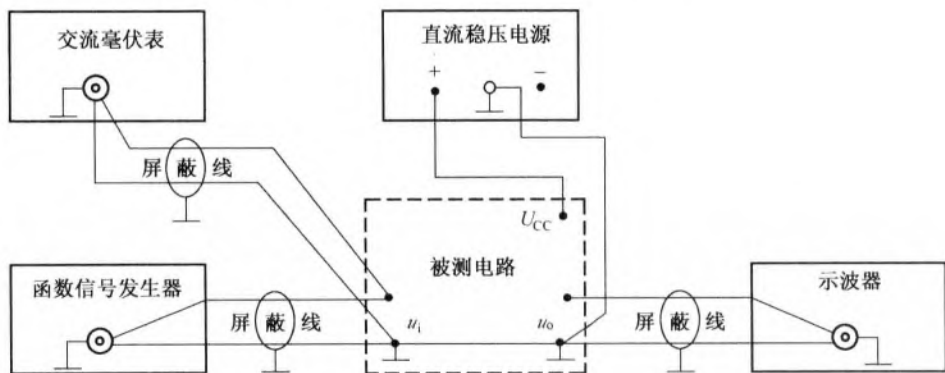 交流毫伏表
直流稳压电源
+
−
屏蔽线
U_CC
被测电路
函数信号发生器
示波器
屏蔽线
u_i
u_o
屏蔽线